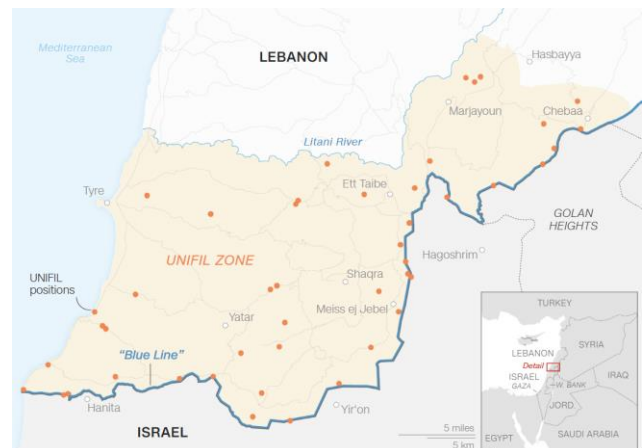 Mediterranean
Sea
LEBANON
Hasbayya
Marjayoun
Chebaa
Litani River
Tyre
Ett Taibe
GOLAN
HEIGHTS
UNIFIL ZONE
Hagoshrim
UNIFIL
positions
Shaqra
Meiss ej Jebel
Yatar
"Blue Line"
Hanita
Yir'on
ISRAEL
5 miles
5 km
TURKEY
LEBANON
SYRIA
Detail
ISRAEL
GAZA
W. BANK
IRAQ
JORD.
EGYPT
SAUDI ARABIA